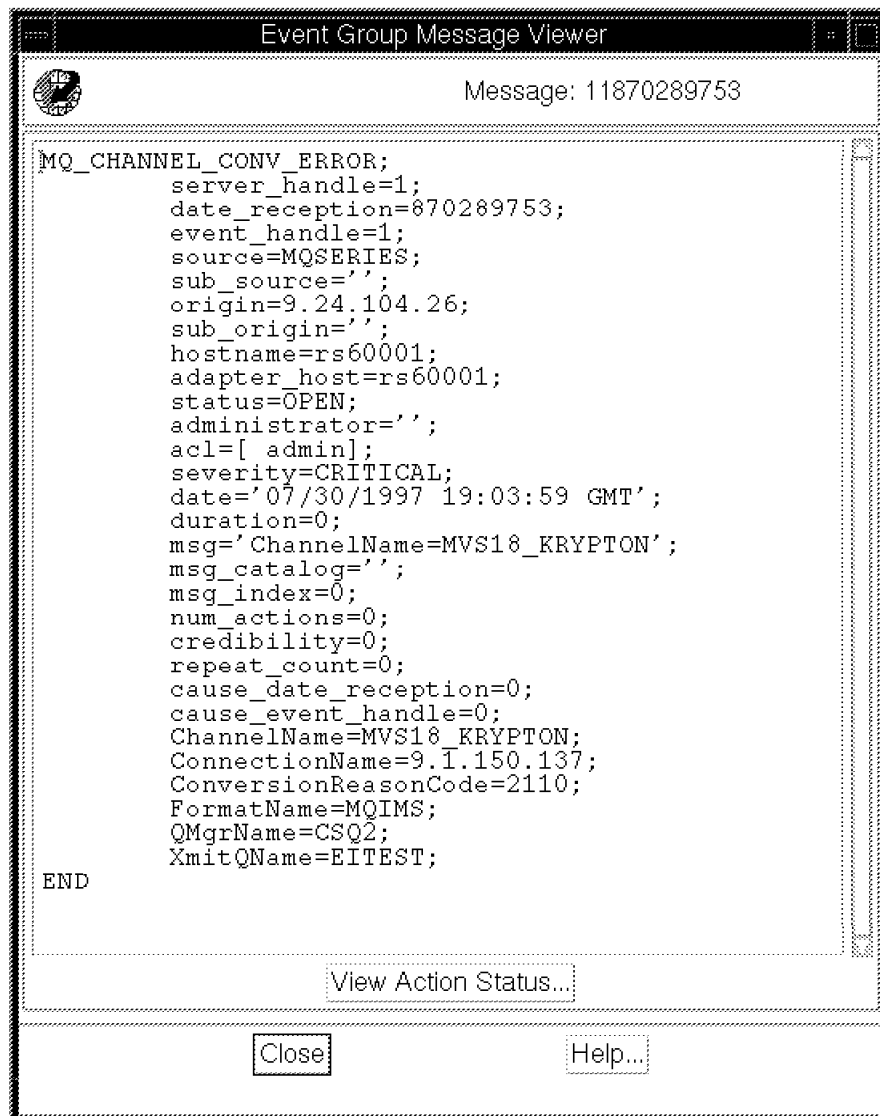 Event Group Message Viewer
Message: 11870289753
MQ_CHANNEL_CONV_ERROR;
server_handle=1;
date_reception=870289753;
event_handle=1;
source=MQSERIES;
sub_source='';
origin=9.24.104.26;
sub_origin='';
hostname=rs60001;
adapter_host=rs60001;
status=OPEN;
administrator='';
acl=[ admin];
severity=CRITICAL;
date='07/30/1997 19:03:59 GMT';
duration=0;
msg='ChannelName=MVS18_KRYPTON';
msg_catalog='';
msg_index=0;
num_actions=0;
credibility=0;
repeat_count=0;
cause_date_reception=0;
cause_event_handle=0;
ChannelName=MVS18_KRYPTON;
ConnectionName=9.1.150.137;
ConversionReasonCode=2110;
FormatName=MQIMS;
QMgrName=CSQ2;
XmitQName=EITEST;
END
View Action Status...
Close Help...